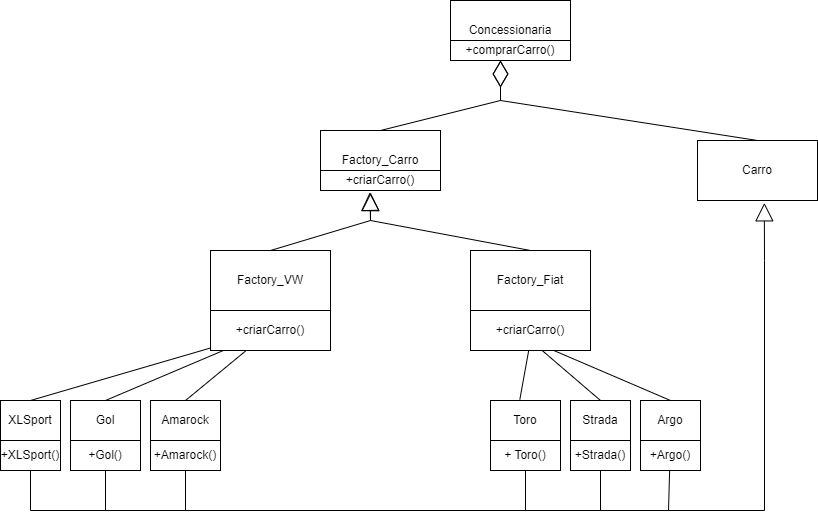 Concessionaria
+comprarCarro()
Factory_Carro
+criarCarro()
Carro
Factory_VW
+criarCarro()
Factory_Fiat
+criarCarro()
XLSport
+XLSport()
Gol
+Gol()
Amarock
+Amarock()
Toro
+ Toro()
Strada
+Strada()
Argo
+Argo()